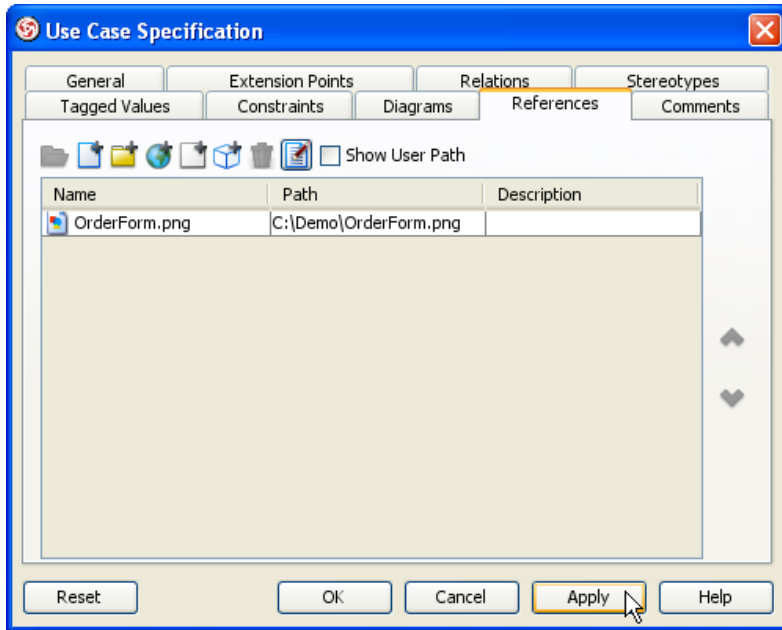 Use Case Specification
General Extension Points Relations Stereotypes
Tagged Values Constraints Diagrams References Comments
Show User Path
Name Path Description
OrderForm.png C:\Demo\OrderForm.png
Reset OK Cancel Apply Help